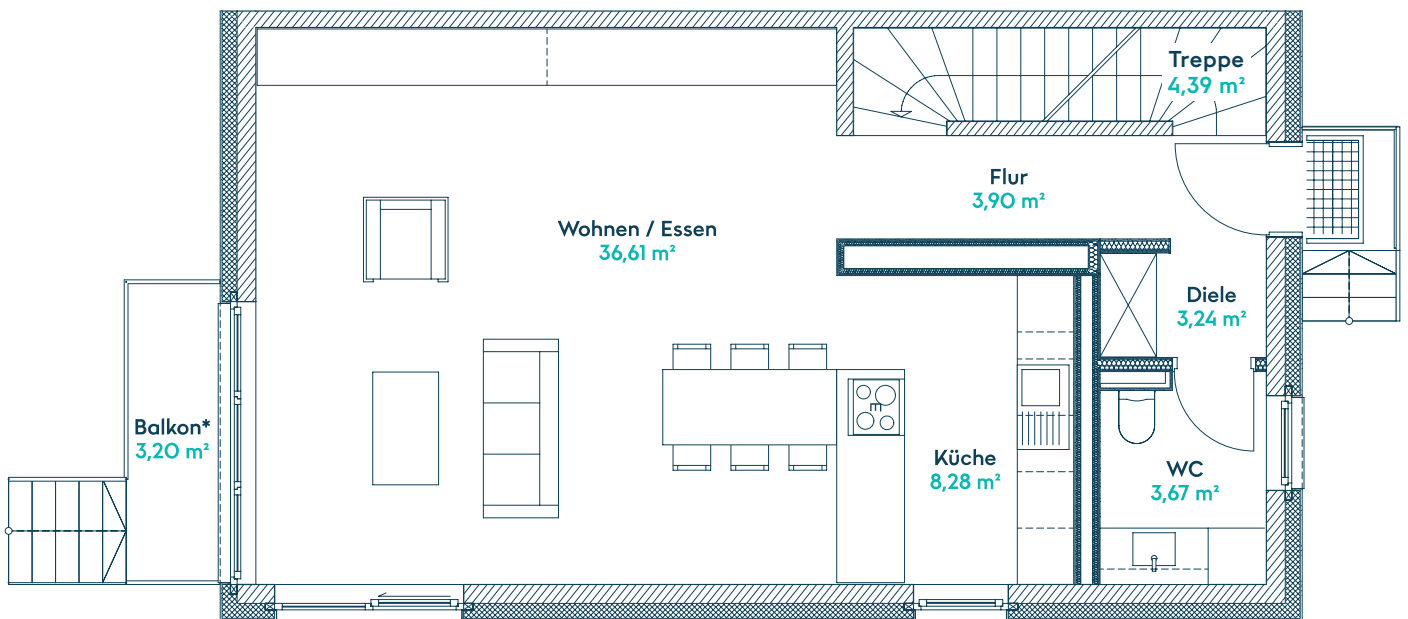 Treppe
4,39 m²
Flur
3,90 m²
Wohnen / Essen
36,61 m²
Diele
3,24 m²
Balkon*
3,20 m²
Küche
8,28 m²
WC
3,67 m²